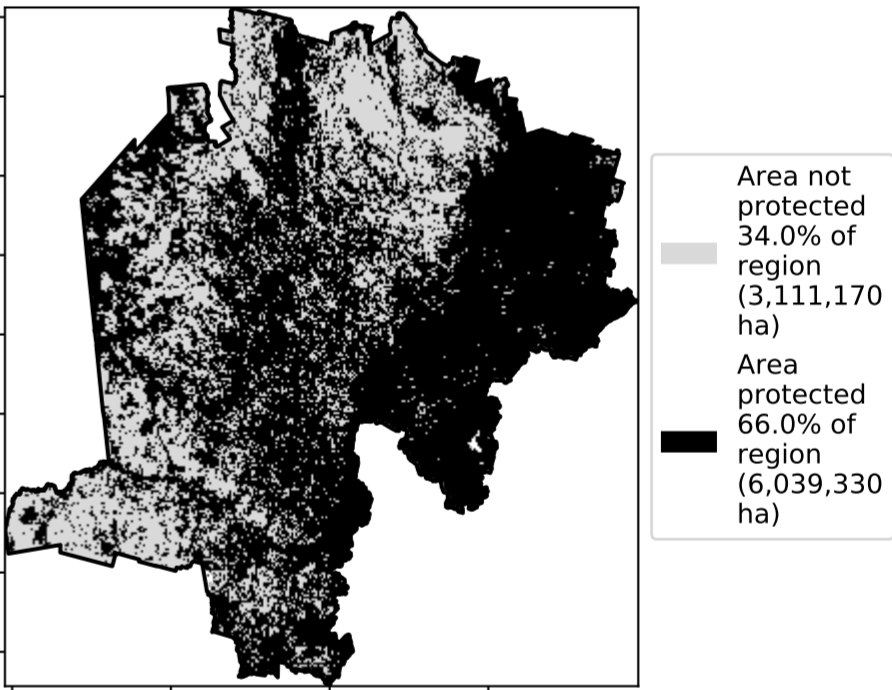 Area not
protected
34.0% of
region
(3,111,170
ha)
Area
protected
66.0% of
region
(6,039,330
ha)